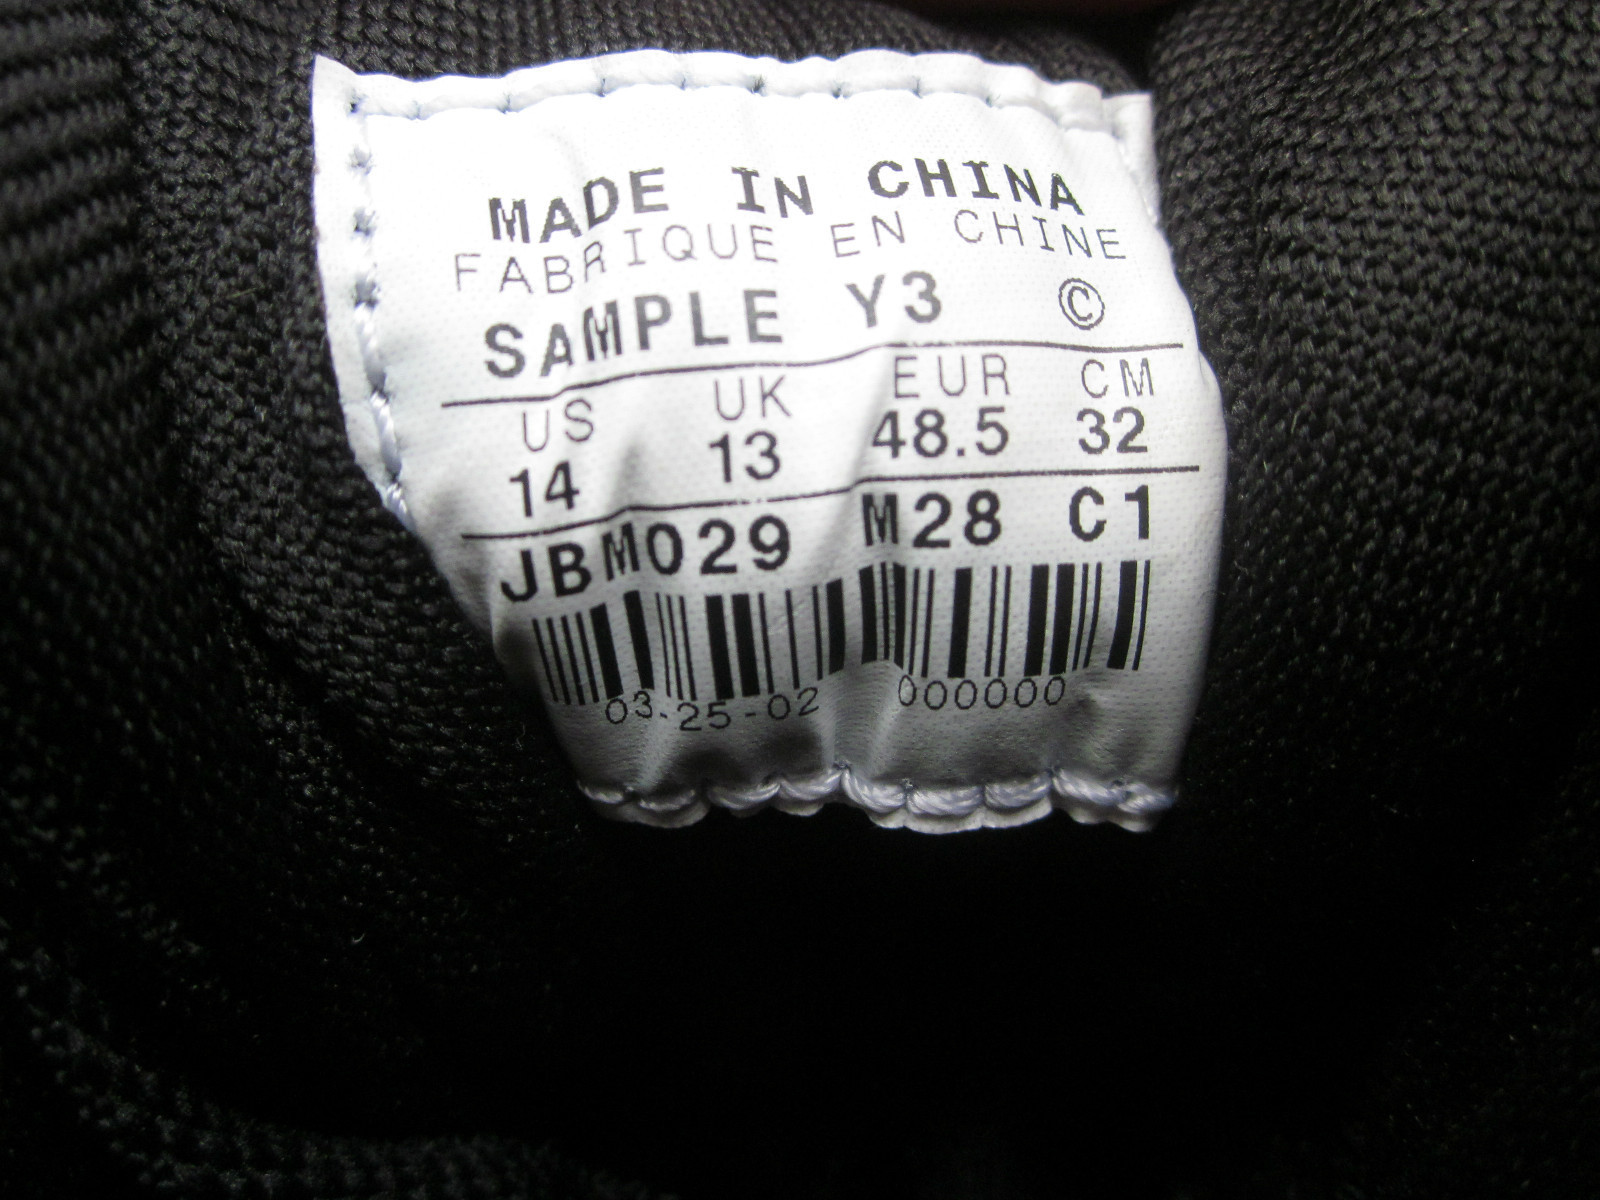 MADE IN CHINA
FABRIQUE EN CHINE
SAMPLE Y3 ©
US UK EUR CM
14 13 48.5 32
JBM029 M28 C1
03-25-02 000000